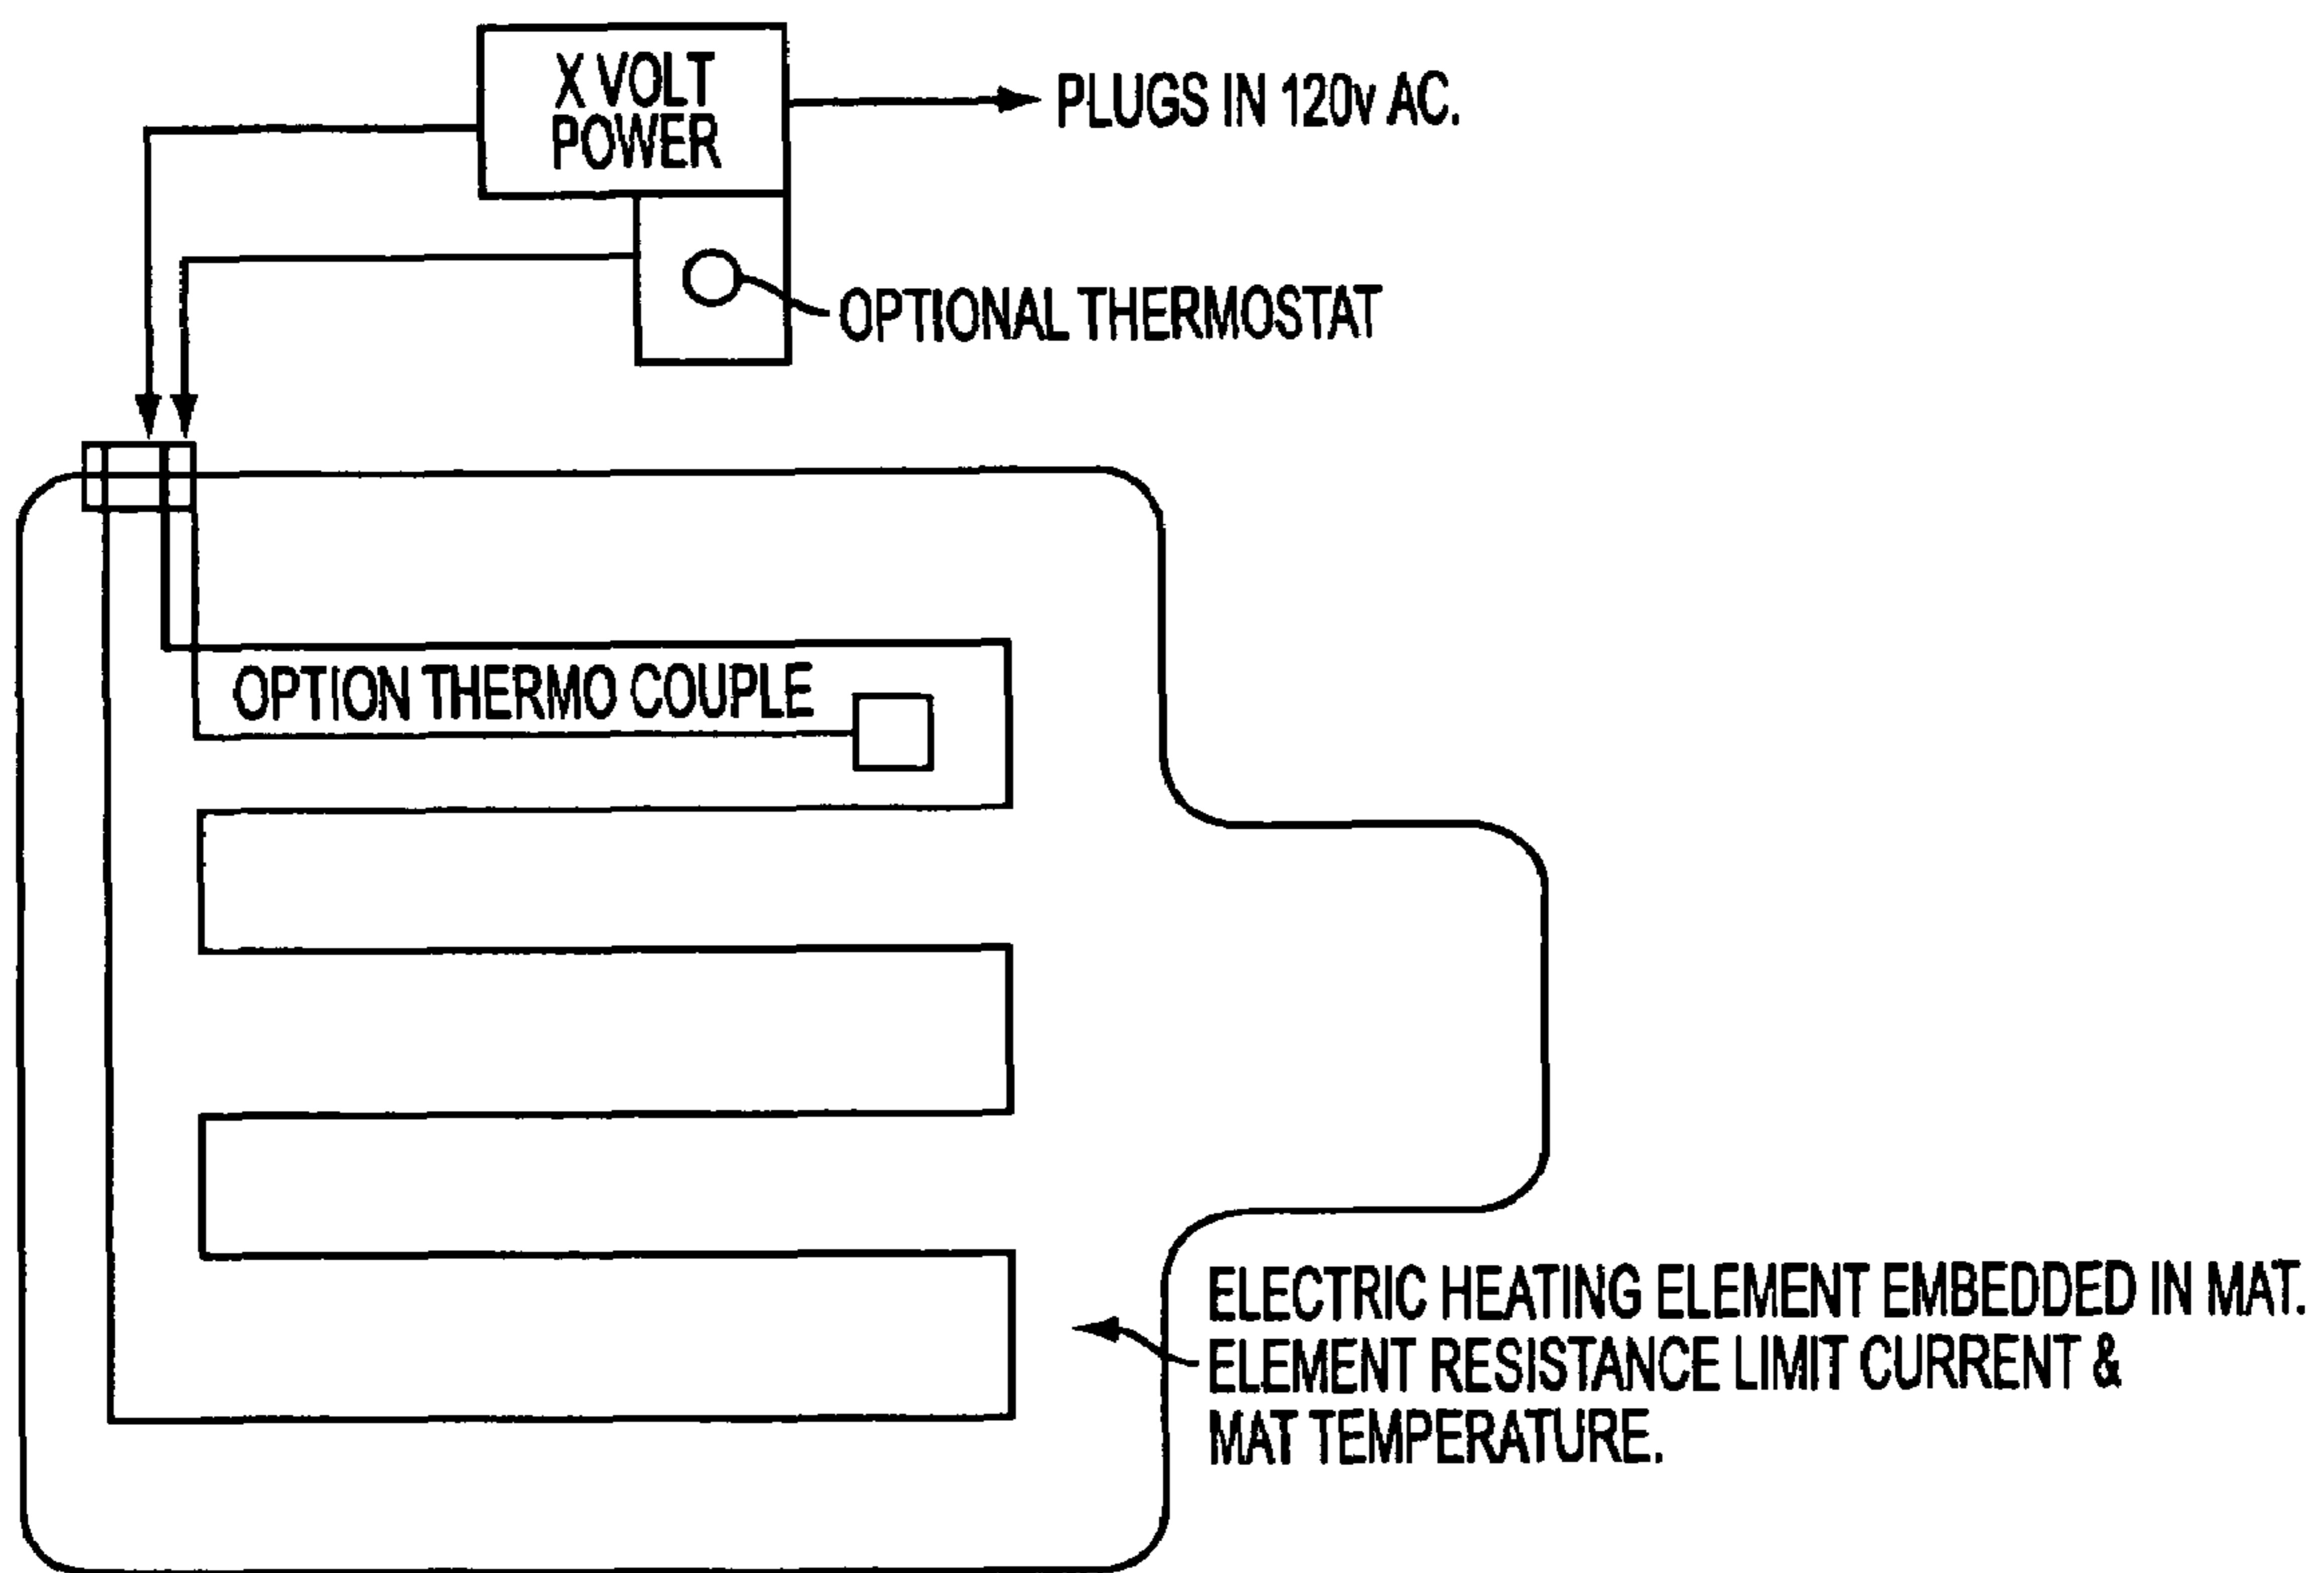 X VOLT
POWER
PLUGS IN 120v AC.
OPTIONAL THERMOSTAT
OPTION THERMO COUPLE
ELECTRIC HEATING ELEMENT EMBEDDED IN MAT.
ELEMENT RESISTANCE LIMIT CURRENT &
MAT TEMPERATURE.